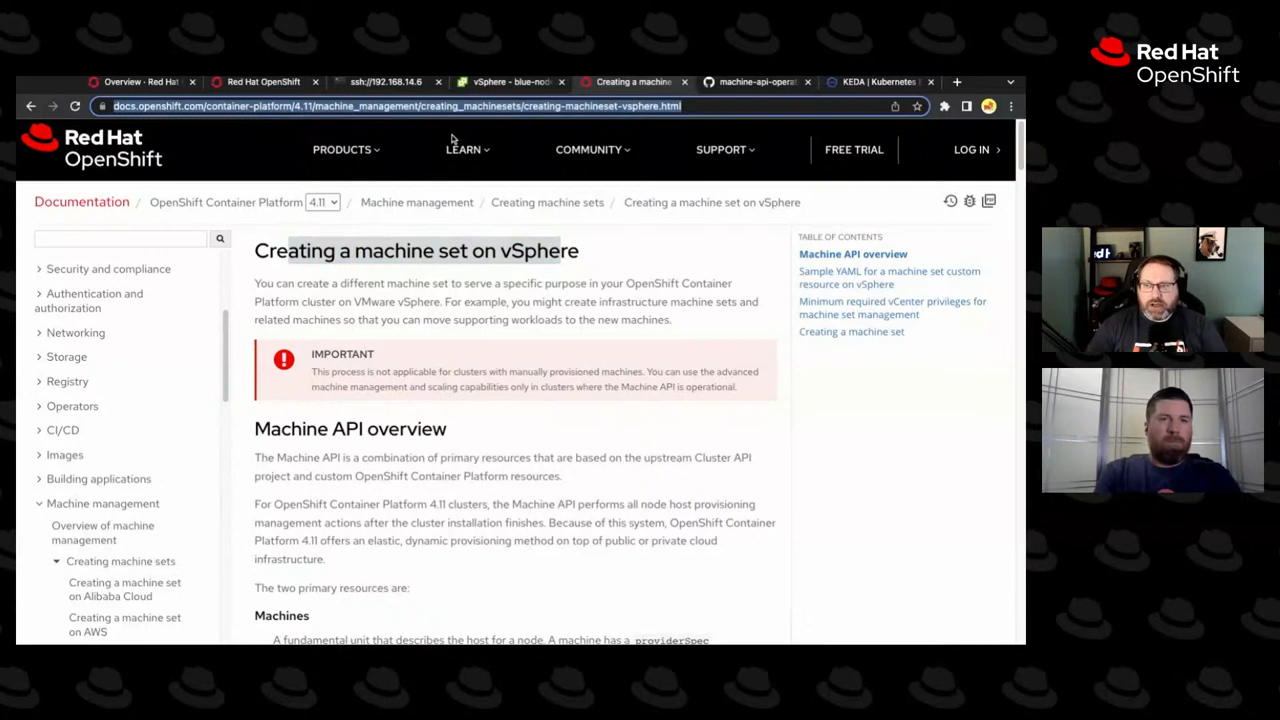 Red Hat
OpenShift
Overview · Red Hat
Red Hat OpenShift
ssh://192.168.14.6
vSphere - blue-nod
Creating a machine
machine-api-operat
KEDA | Kubernetes
docs.openshift.com/container-platform/4.11/machine_management/creating_machinesets/creating-machineset-vsphere.html
Red Hat
OpenShift
PRODUCTS
LEARN
COMMUNITY
SUPPORT
FREE TRIAL
LOG IN
Documentation
OpenShift Container Platform 4.11 / Machine management / Creating machine sets / Creating a machine set on vSphere
Security and compliance
Authentication and
authorization
Networking
Storage
Registry
Operators
CI/CD
Images
Building applications
Machine management
Overview of machine
management
Creating machine sets
Creating a machine set
on Alibaba Cloud
Creating a machine set
on AWS
Creating a machine set on vSphere
You can create a different machine set to serve a specific purpose in your OpenShift Container
Platform cluster on VMware vSphere. For example, you might create infrastructure machine sets and
related machines so that you can move supporting workloads to the new machines.
IMPORTANT
This process is not applicable for clusters with manually provisioned machines. You can use the advanced
machine management and scaling capabilities only in clusters where the Machine API is operational.
Machine API overview
The Machine API is a combination of primary resources that are based on the upstream Cluster API
project and custom OpenShift Container Platform resources.
For OpenShift Container Platform 4.11 clusters, the Machine API performs all node host provisioning
management actions after the cluster installation finishes. Because of this system, OpenShift Container
Platform 4.11 offers an elastic, dynamic provisioning method on top of public or private cloud
infrastructure.
The two primary resources are:
Machines
A fundamental unit that describes the host for a node. A machine has a providerSpec
TABLE OF CONTENTS
Machine API overview
Sample YAML for a machine set custom
resource on vSphere
Minimum required vCenter privileges for
machine set management
Creating a machine set